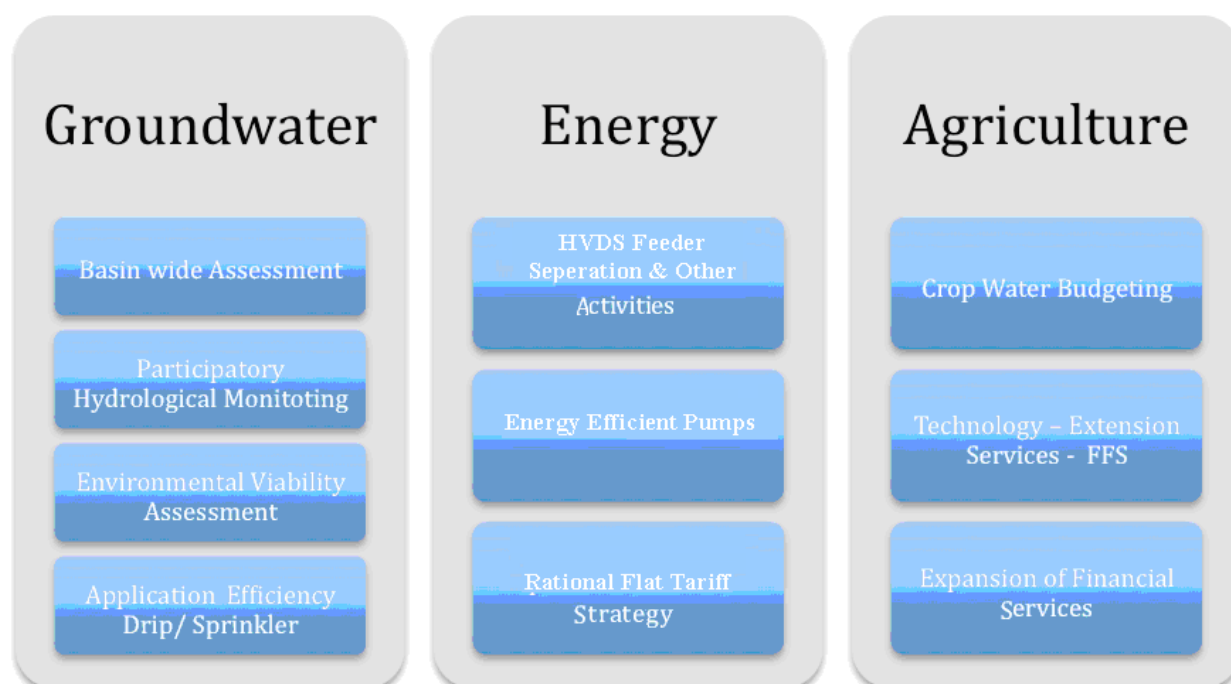 Groundwater
Basin wide Assessment
Participatory
Hydrological Monitoting
Environmental Viability
Assessment
Application Efficiency
Drip/ Sprinkler
Energy
HVDS Feeder
Seperation & Other
Activities
Energy Efficient Pumps
Rational Flat Tariff
Strategy
Agriculture
Crop Water Budgeting
Technology – Extension
Services - FFS
Expansion of Financial
Services